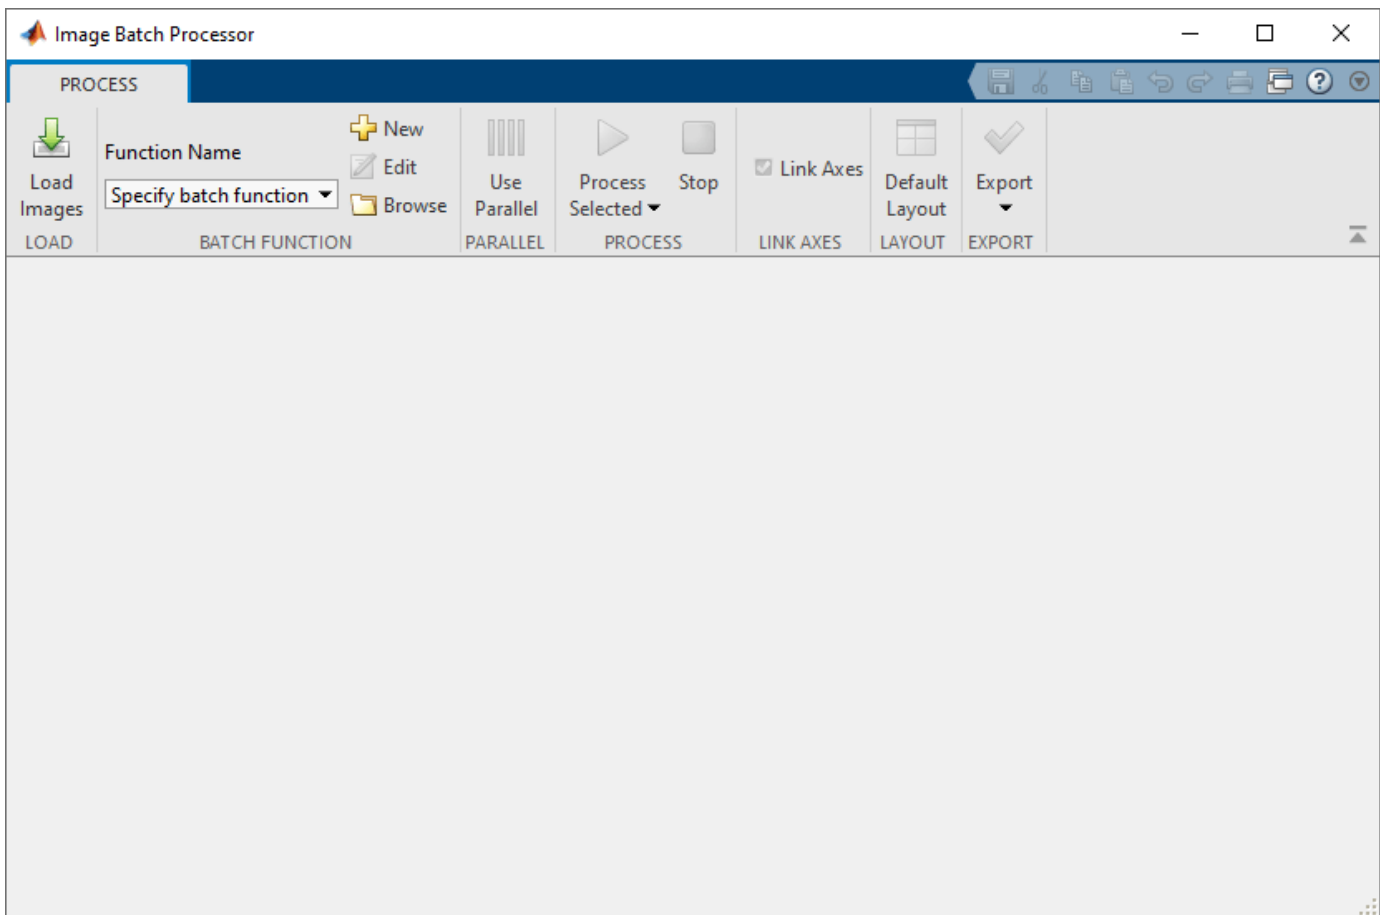 Image Batch Processor
PROCESS
Load
Images
LOAD
Function Name
Specify batch function
New
Edit
Browse
BATCH FUNCTION
Use
Parallel
PARALLEL
Process
Selected
Stop
PROCESS
Link Axes
LINK AXES
Default
Layout
LAYOUT
Export
EXPORT